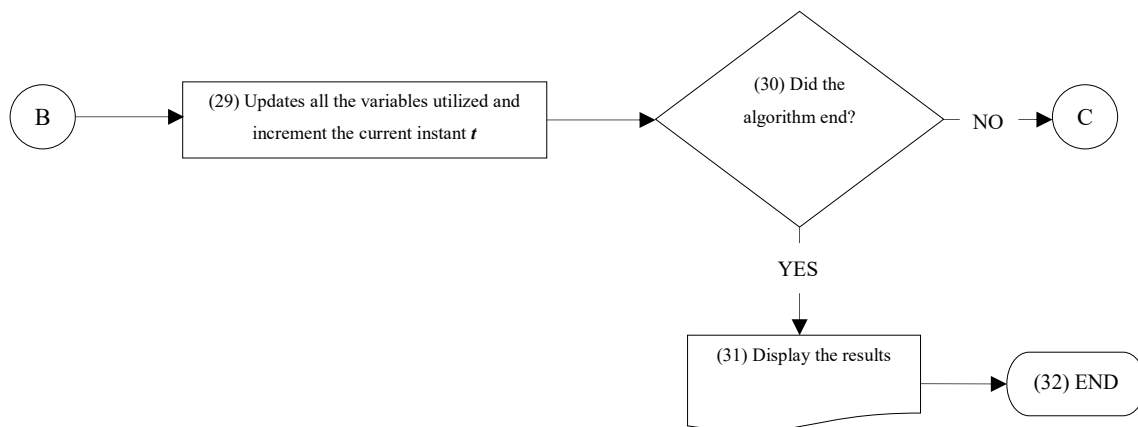 B
(29) Updates all the variables utilized and
increment the current instant t
(30) Did the
algorithm end?
NO
C
YES
(31) Display the results
(32) END